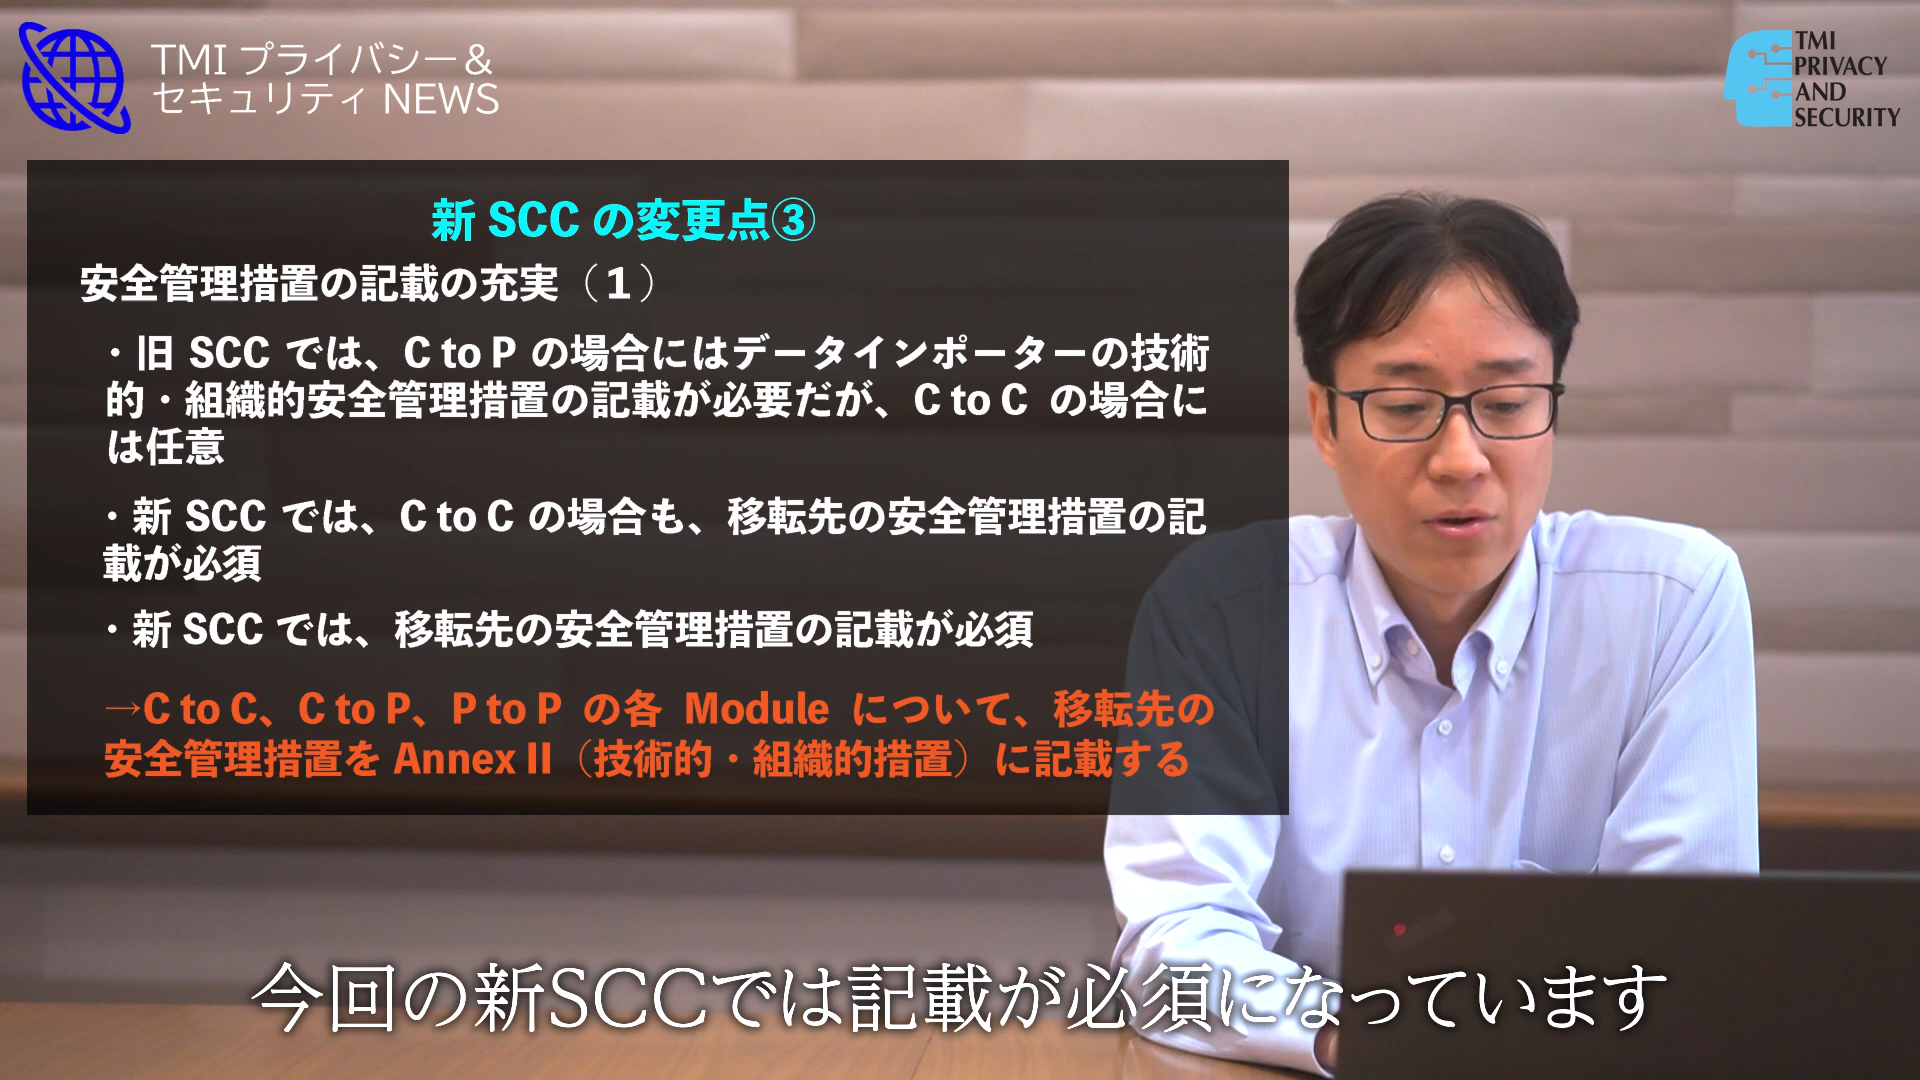 TMI プライバシー&
セキュリティ NEWS
TMI
PRIVACY
AND
SECURITY
新 SCC の変更点③
安全管理措置の記載の充実（１）
・旧 SCC では、C to P の場合にはデータインポーターの技術
的・組織的安全管理措置の記載が必要だが、C to C の場合に
は任意
・新 SCC では、C to C の場合も、移転先の安全管理措置の記
載が必須
・新 SCC では、移転先の安全管理措置の記載が必須
→C to C、C to P、P to P の各 Module について、移転先の
安全管理措置を Annex II（技術的・組織的措置）に記載する
今回の新SCCでは記載が必須になっています